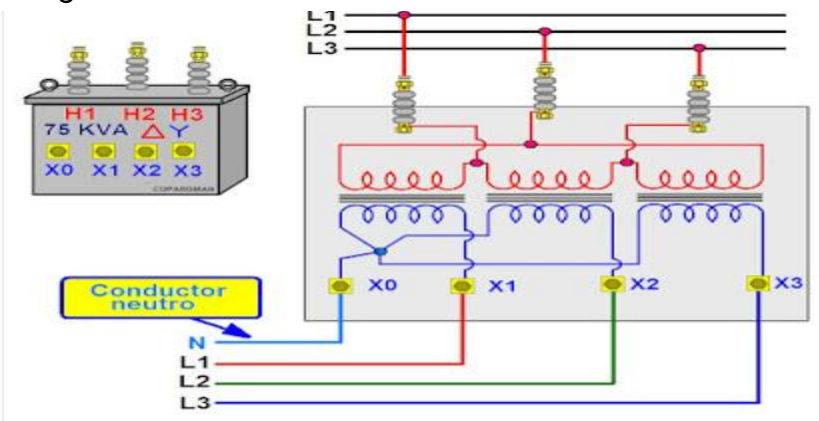 L1
L2
L3
H1 H2 H3
75 KVA △ Y
X0 X1 X2 X3
X0 X1 X2 X3
Conductor
neutro
N
L1
L2
L3